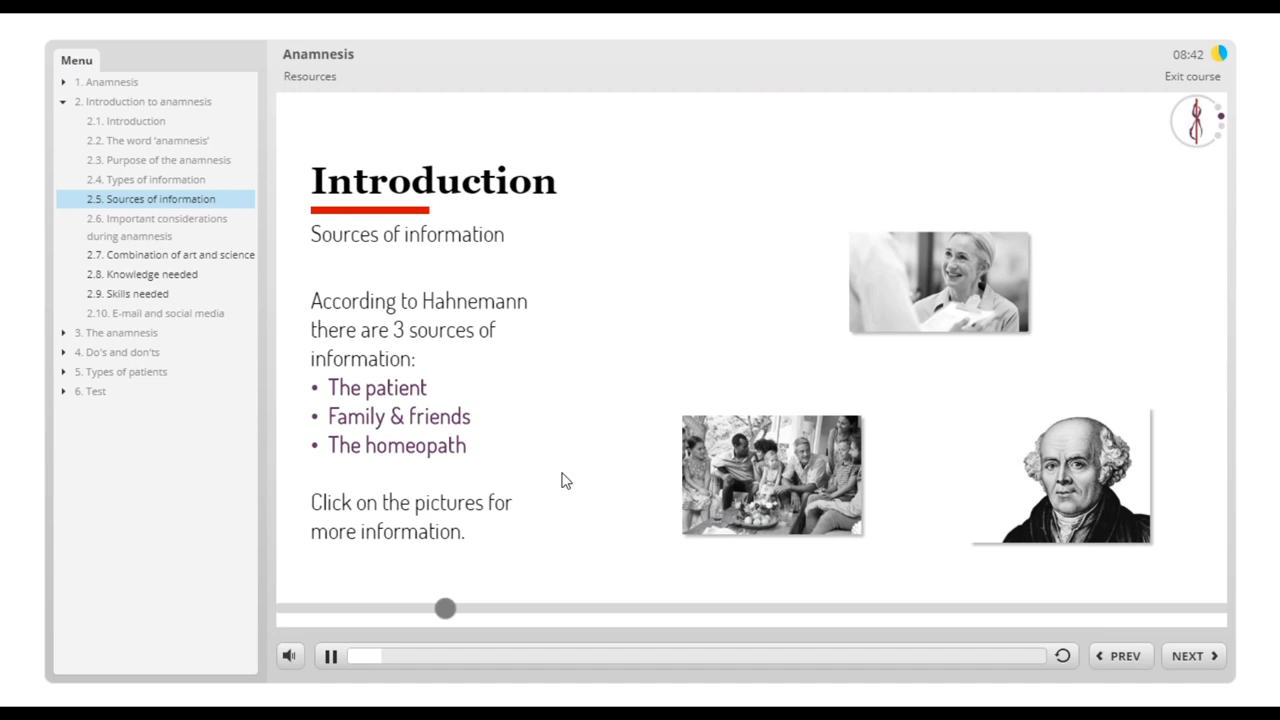 Menu
1. Anamnesis
2. Introduction to anamnesis
2.1. Introduction
2.2. The word 'anamnesis'
2.3. Purpose of the anamnesis
2.4. Types of information
2.5. Sources of information
2.6. Important considerations
during anamnesis
2.7. Combination of art and science
2.8. Knowledge needed
2.9. Skills needed
2.10. E-mail and social media
3. The anamnesis
4. Do's and don'ts
5. Types of patients
6. Test
Anamnesis
08:42
Resources
Exit course
Introduction
Sources of information
According to Hahnemann
there are 3 sources of
information:
• The patient
• Family & friends
• The homeopath
Click on the pictures for
more information.
PREV
NEXT